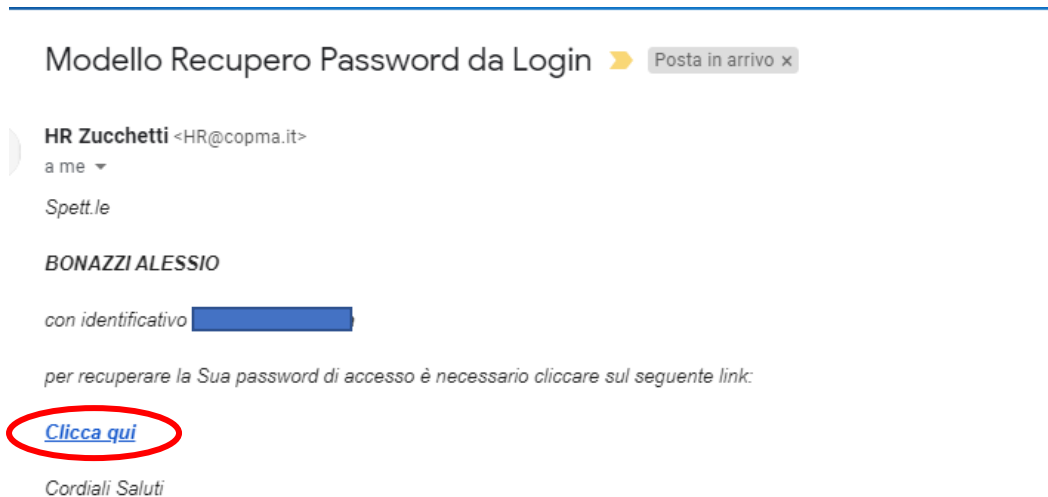 Modello Recupero Password da Login Posta in arrivo x
HR Zucchetti <HR@copma.it>
a me
Spett.le
BONAZZI ALESSIO
con identificativo
per recuperare la Sua password di accesso è necessario cliccare sul seguente link:
Clicca qui
Cordiali Saluti